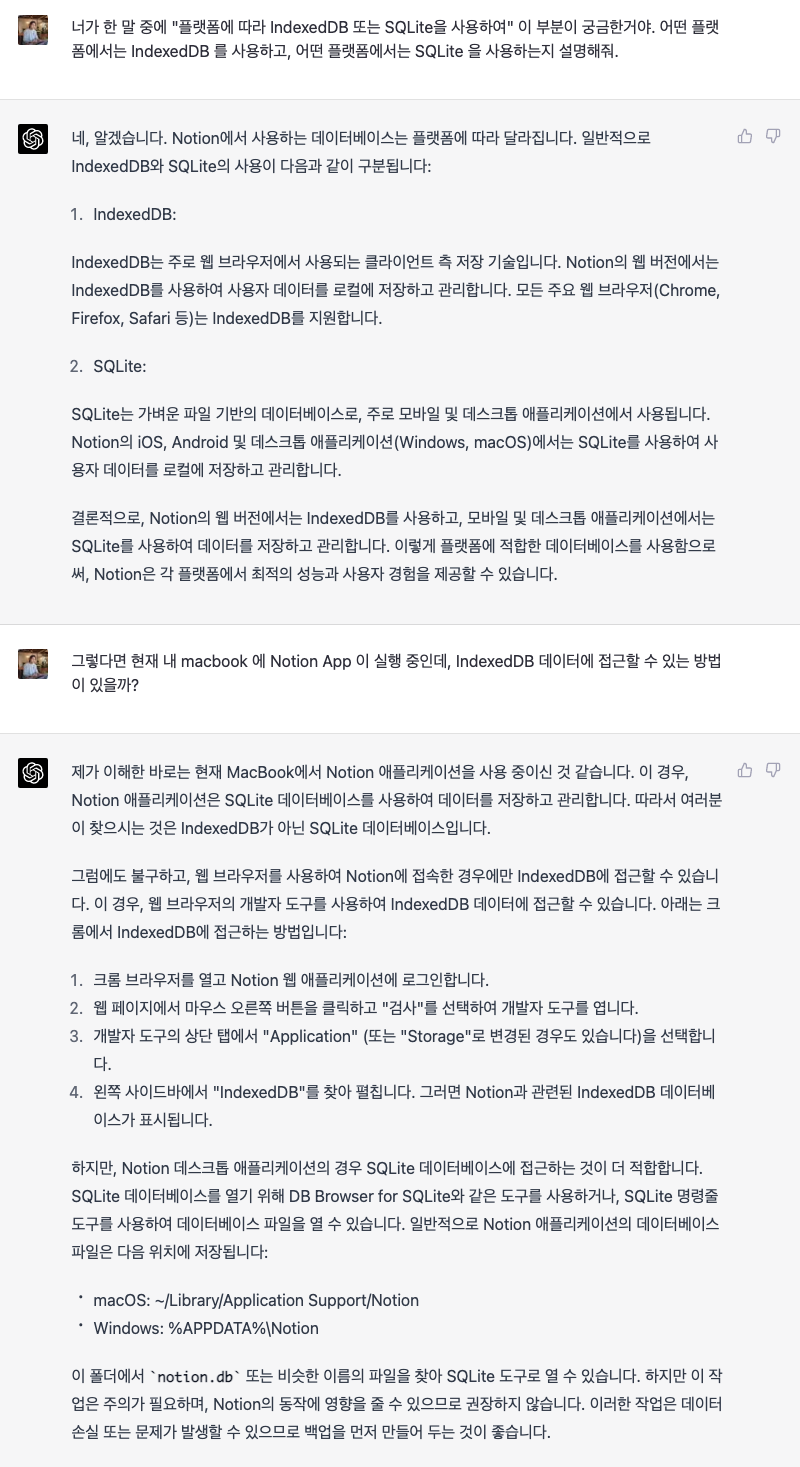 너가 한 말 중에 "플랫폼에 따라 IndexedDB 또는 SQLite을 사용하여" 이 부분이 궁금한거야. 어떤 플랫
폼에서는 IndexedDB 를 사용하고, 어떤 플랫폼에서는 SQLite 을 사용하는지 설명해줘.
네, 알겠습니다. Notion에서 사용하는 데이터베이스는 플랫폼에 따라 달라집니다. 일반적으로
IndexedDB와 SQLite의 사용이 다음과 같이 구분됩니다:
1. IndexedDB:
IndexedDB는 주로 웹 브라우저에서 사용되는 클라이언트 측 저장 기술입니다. Notion의 웹 버전에서는
IndexedDB를 사용하여 사용자 데이터를 로컬에 저장하고 관리합니다. 모든 주요 웹 브라우저(Chrome,
Firefox, Safari 등)는 IndexedDB를 지원합니다.
2. SQLite:
SQLite는 가벼운 파일 기반의 데이터베이스로, 주로 모바일 및 데스크톱 애플리케이션에서 사용됩니다.
Notion의 iOS, Android 및 데스크톱 애플리케이션(Windows, macOS)에서는 SQLite를 사용하여 사
용자 데이터를 로컬에 저장하고 관리합니다.
결론적으로, Notion의 웹 버전에서는 IndexedDB를 사용하고, 모바일 및 데스크톱 애플리케이션에서는
SQLite를 사용하여 데이터를 저장하고 관리합니다. 이렇게 플랫폼에 적합한 데이터베이스를 사용함으로
써, Notion은 각 플랫폼에서 최적의 성능과 사용자 경험을 제공할 수 있습니다.
그렇다면 현재 내 macbook 에 Notion App 이 실행 중인데, IndexedDB 데이터에 접근할 수 있는 방법
이 있을까?
제가 이해한 바로는 현재 MacBook에서 Notion 애플리케이션을 사용 중이신 것 같습니다. 이 경우,
Notion 애플리케이션은 SQLite 데이터베이스를 사용하여 데이터를 저장하고 관리합니다. 따라서 여러분
이 찾으시는 것은 IndexedDB가 아닌 SQLite 데이터베이스입니다.
그럼에도 불구하고, 웹 브라우저를 사용하여 Notion에 접속한 경우에만 IndexedDB에 접근할 수 있습니
다. 이 경우, 웹 브라우저의 개발자 도구를 사용하여 IndexedDB 데이터에 접근할 수 있습니다. 아래는 크
롬에서 IndexedDB에 접근하는 방법입니다:
1. 크롬 브라우저를 열고 Notion 웹 애플리케이션에 로그인합니다.
2. 웹 페이지에서 마우스 오른쪽 버튼을 클릭하고 "검사"를 선택하여 개발자 도구를 엽니다.
3. 개발자 도구의 상단 탭에서 "Application" (또는 "Storage"로 변경된 경우도 있습니다)을 선택합니
다.
4. 왼쪽 사이드바에서 "IndexedDB"를 찾아 펼칩니다. 그러면 Notion과 관련된 IndexedDB 데이터베
이스가 표시됩니다.
하지만, Notion 데스크톱 애플리케이션의 경우 SQLite 데이터베이스에 접근하는 것이 더 적합합니다.
SQLite 데이터베이스를 열기 위해 DB Browser for SQLite와 같은 도구를 사용하거나, SQLite 명령줄
도구를 사용하여 데이터베이스 파일을 열 수 있습니다. 일반적으로 Notion 애플리케이션의 데이터베이스
파일은 다음 위치에 저장됩니다:
• macOS: ~/Library/Application Support/Notion
• Windows: %APPDATA%\Notion
이 폴더에서 `notion.db` 또는 비슷한 이름의 파일을 찾아 SQLite 도구로 열 수 있습니다. 하지만 이 작
업은 주의가 필요하며, Notion의 동작에 영향을 줄 수 있으므로 권장하지 않습니다. 이러한 작업은 데이터
손실 또는 문제가 발생할 수 있으므로 백업을 먼저 만들어 두는 것이 좋습니다.